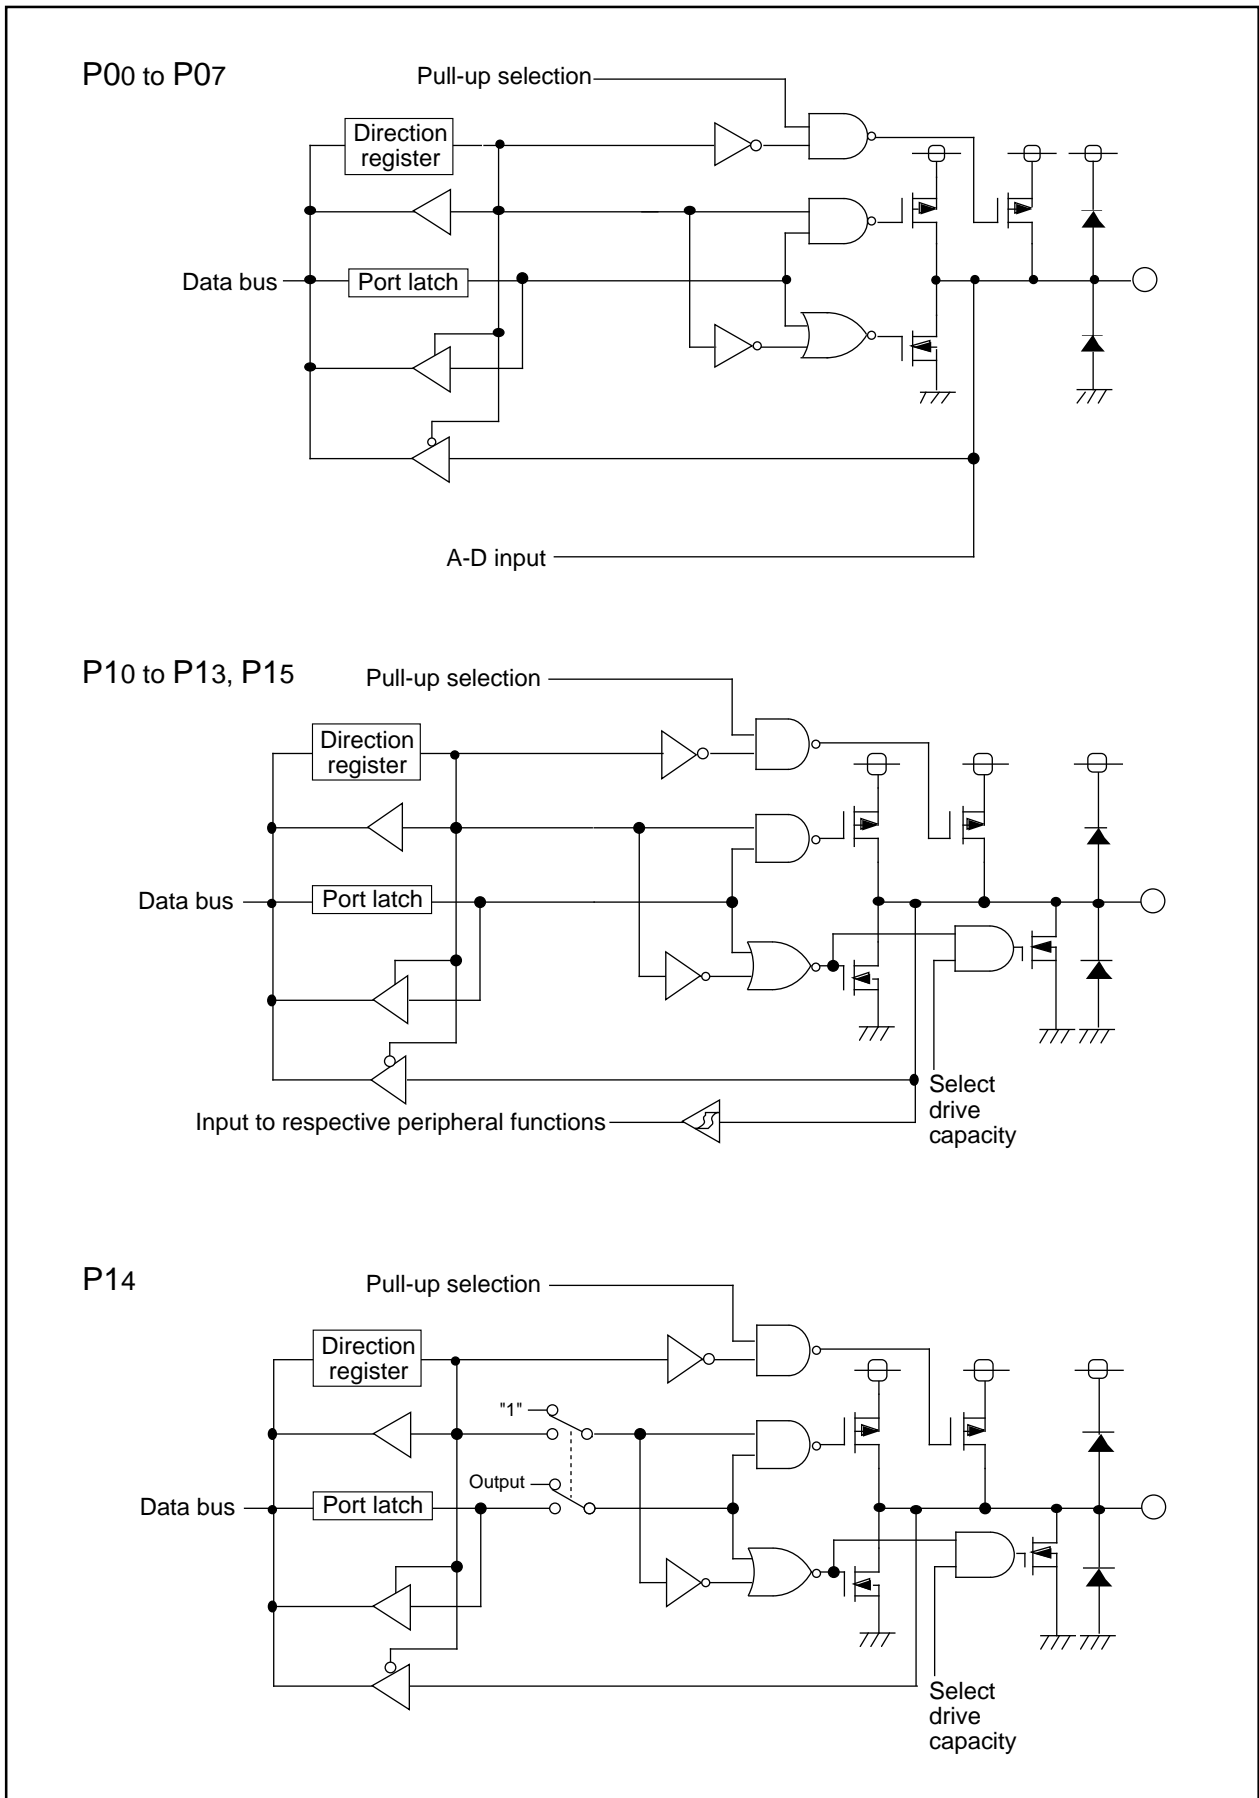 P00 to P07
Pull-up selection
Direction
register
Data bus
Port latch
A-D input
P10 to P13, P15
Pull-up selection
Direction
register
Data bus
Port latch
Select
drive
capacity
Input to respective peripheral functions
P14
Pull-up selection
Direction
register
"1"
Output
Data bus
Port latch
Select
drive
capacity